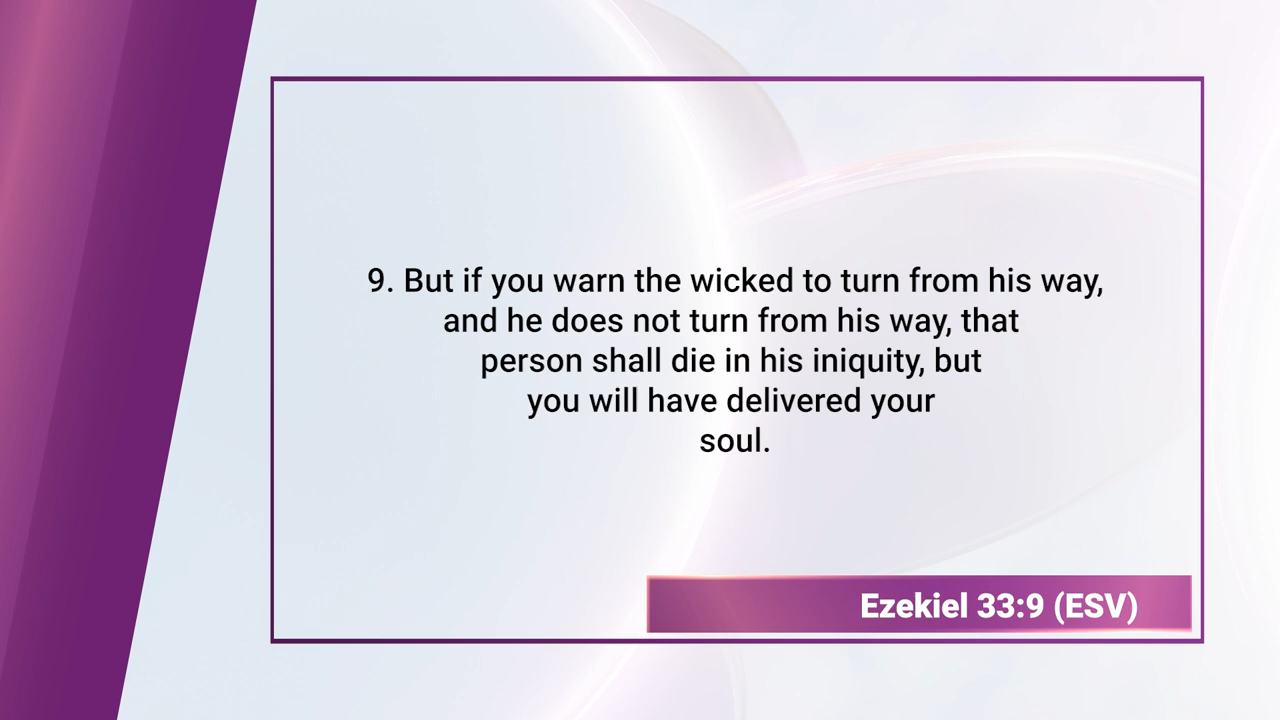 9. But if you warn the wicked to turn from his way,
and he does not turn from his way, that
person shall die in his iniquity, but
you will have delivered your
soul.
Ezekiel 33:9 (ESV)